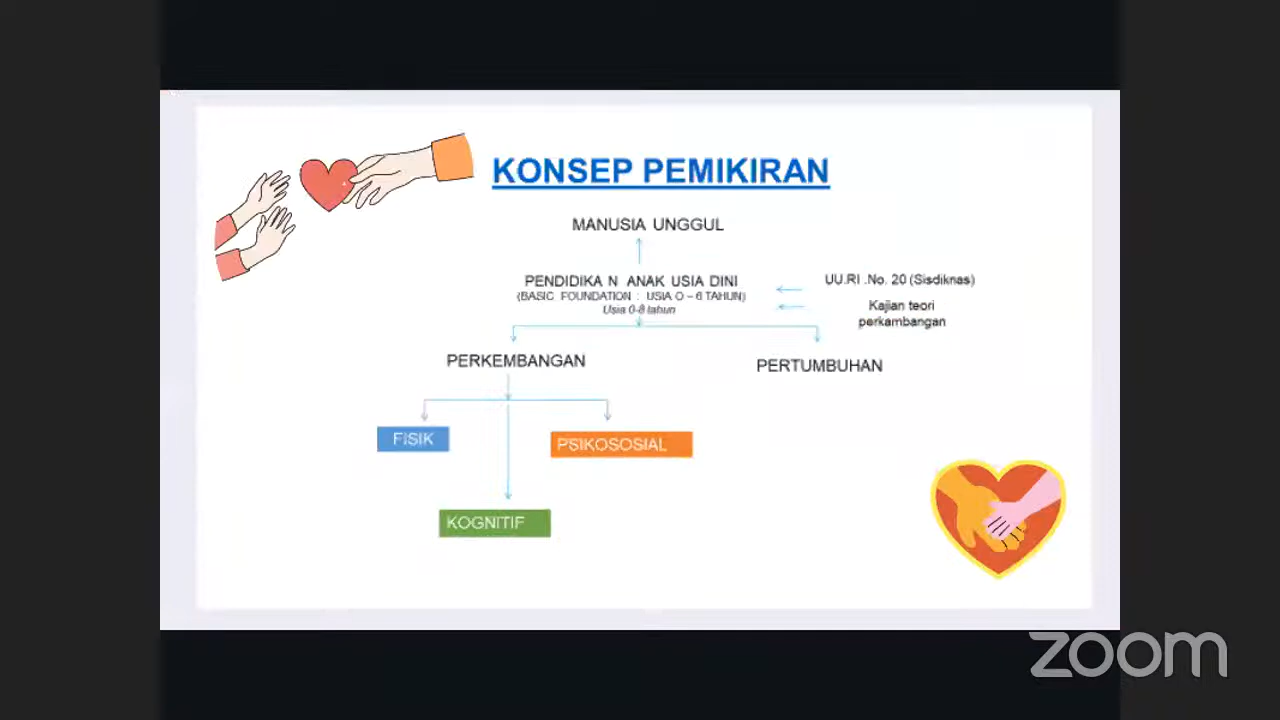 KONSEP PEMIKIRAN
MANUSIA UNGGUL
PENDIDIKA N ANAK USIA DINI
(BASIC FOUNDATION : USIA O – 6 TAHUN)
Usia 0-8 tahun
UU.RI .No. 20 (Sisdiknas)
Kajian teori
perkambangan
PERKEMBANGAN
PERTUMBUHAN
FISIK
PSIKOSOSIAL
KOGNITIF
zoom